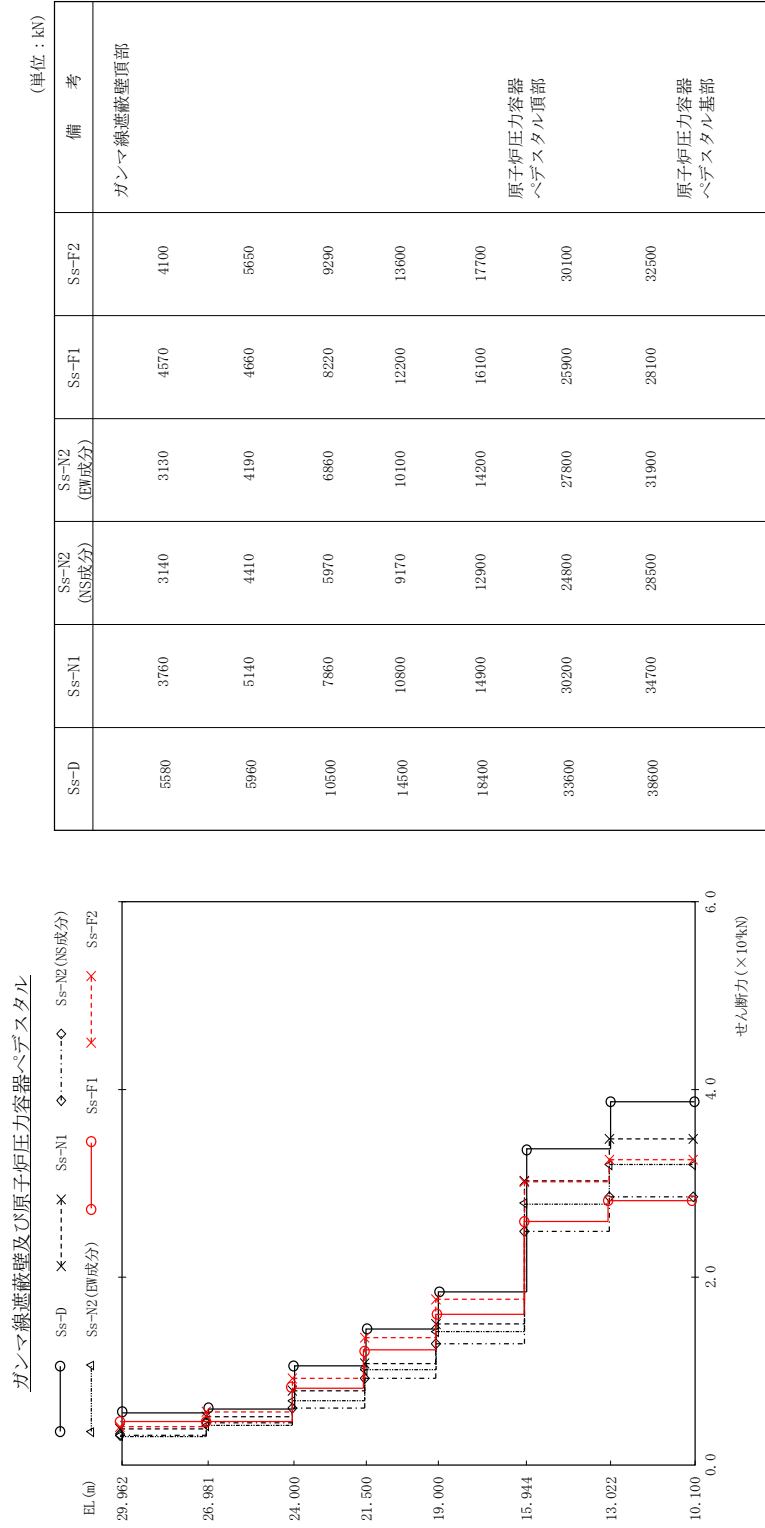 ガンマ線遮蔽壁及び原子炉圧力容器ペデスタル
Ss-D Ss-N1 Ss-N2(NS成分)
Ss-N2(EW成分) Ss-F1 Ss-F2
EL(m)
29.962
26.981
24.000
21.500
19.000
15.944
13.022
10.100
0.0 2.0 4.0 6.0
せん断力(×10⁴kN)
(単位：kN)
Ss-D Ss-N1 Ss-N2(NS成分) Ss-N2(EW成分) Ss-F1 Ss-F2 備考
ガンマ線遮蔽壁頂部
5580 3760 3140 3130 4570 4100
5960 5140 4410 4190 4660 5650
10500 7860 5970 6860 8220 9290
14500 10800 9170 10100 12200 13600
18400 14900 12900 14200 16100 17700
原子炉圧力容器
ペデスタル頂部
33600 30200 24800 27800 25900 30100
38600 34700 28500 31900 28100 32500
原子炉圧力容器
ペデスタル基部